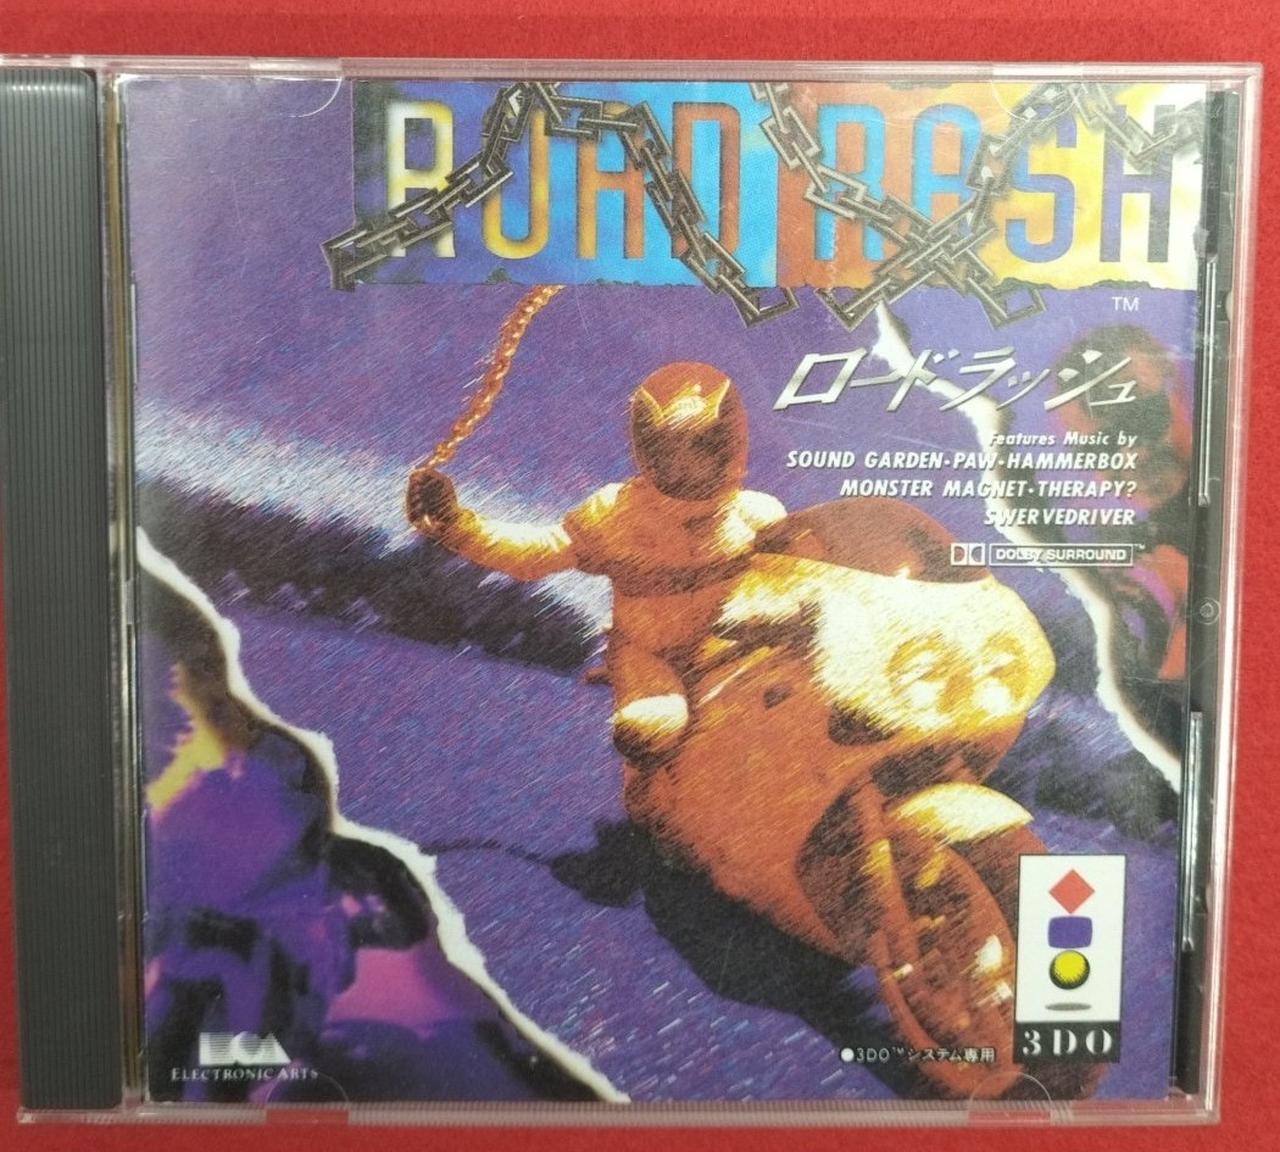 ROAD RASH
TM
ロードラッシュ
Features Music by
SOUND GARDEN•PAW•HAMMERBOX
MONSTER MAGNET•THERAPY?
SWERVEDRIVER
DOLBY SURROUND™
ELECTRONIC ARTS
●3DO™システム専用
3DO